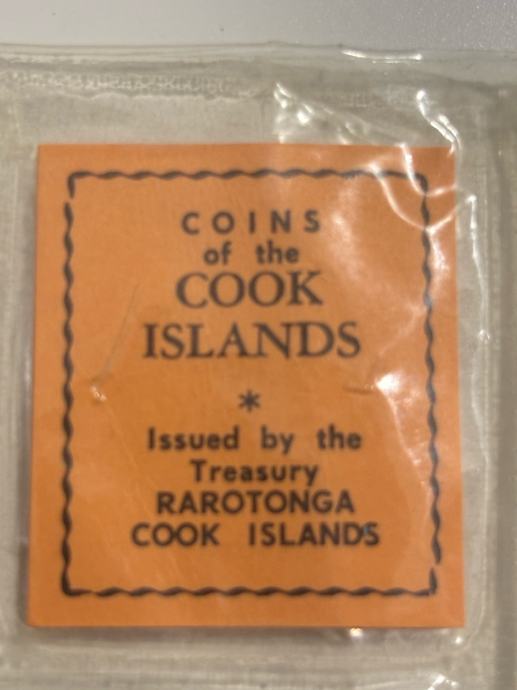 COINS
of the
COOK
ISLANDS
*
Issued by the
Treasury
RAROTONGA
COOK ISLANDS